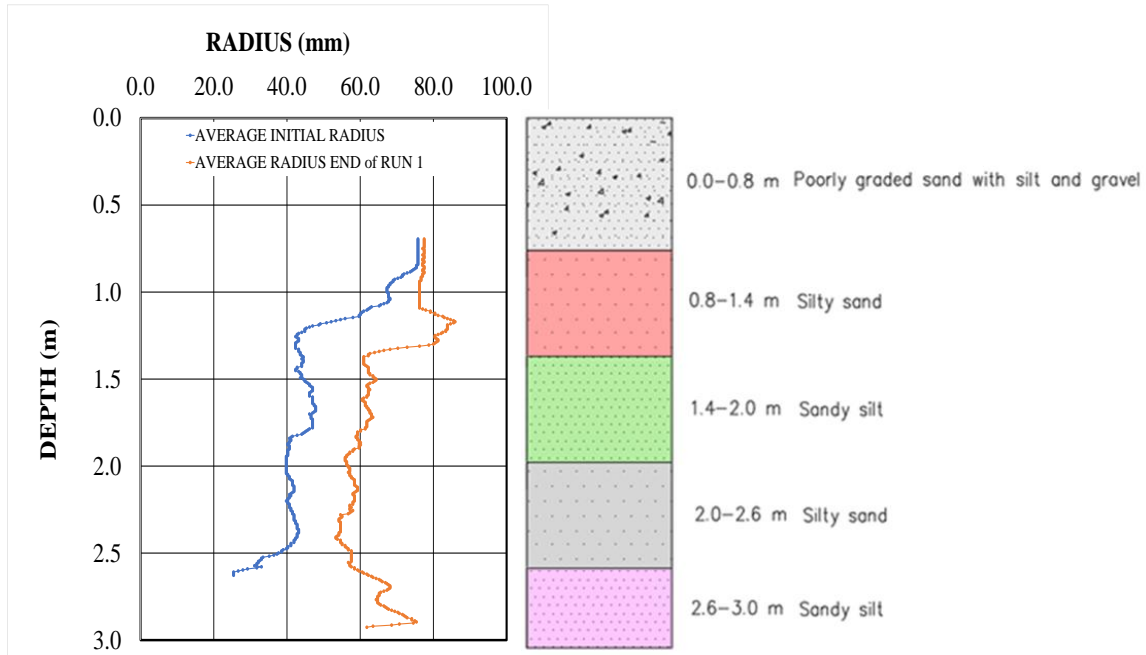 RADIUS (mm)
0.0 20.0 40.0 60.0 80.0 100.0
0.0
AVERAGE INITIAL RADIUS
AVERAGE RADIUS END of RUN 1
0.5
1.0
1.5
2.0
2.5
3.0
DEPTH (m)
0.0–0.8 m Poorly graded sand with silt and gravel
0.8–1.4 m Silty sand
1.4–2.0 m Sandy silt
2.0–2.6 m Silty sand
2.6–3.0 m Sandy silt